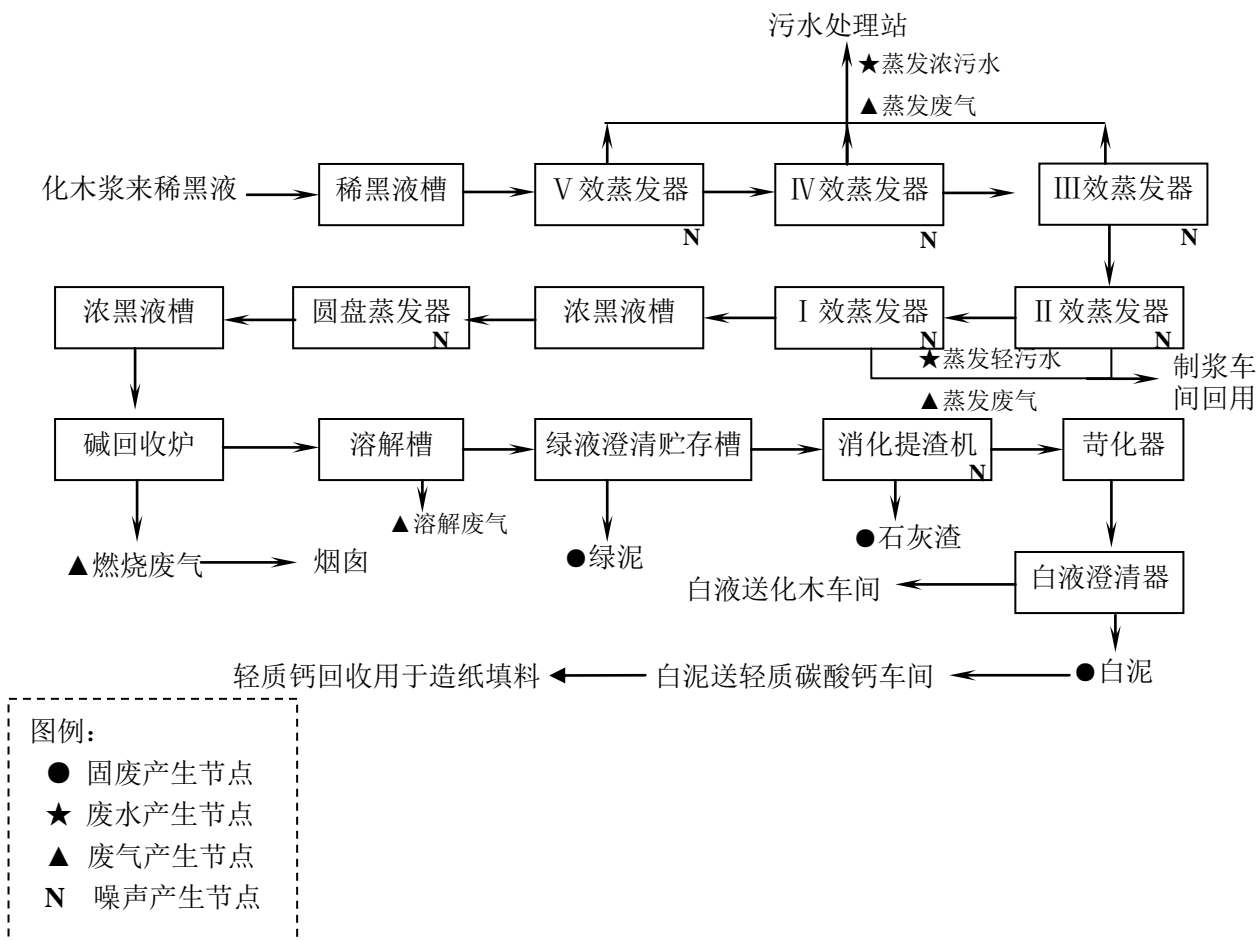 污水处理站
★蒸发浓污水
▲蒸发废气
化木浆来稀黑液
稀黑液槽
Ⅴ效蒸发器
N
Ⅳ效蒸发器
N
Ⅲ效蒸发器
N
浓黑液槽
圆盘蒸发器
N
浓黑液槽
Ⅰ效蒸发器
N
Ⅱ效蒸发器
N
★蒸发轻污水
▲蒸发废气
制浆车
间回用
碱回收炉
溶解槽
绿液澄清贮存槽
消化提渣机
N
苛化器
▲溶解废气
▲燃烧废气
烟囱
●绿泥
●石灰渣
白液送化木车间
白液澄清器
轻质钙回收用于造纸填料
白泥送轻质碳酸钙车间
●白泥
图例：
● 固废产生节点
★ 废水产生节点
▲ 废气产生节点
N 噪声产生节点